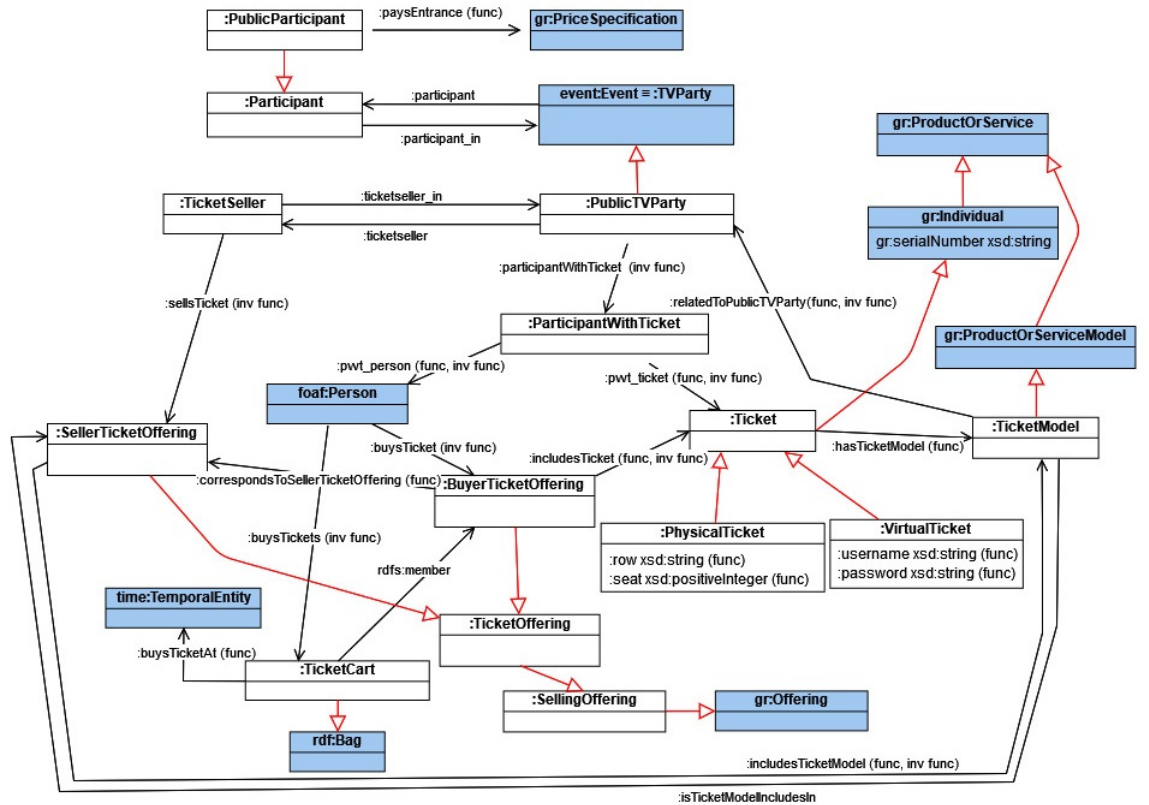 :PublicParticipant
:paysEntrance (func)
gr:PriceSpecification
:Participant
:participant
event:Event ≡ :TVParty
:participant_in
gr:ProductOrService
:TicketSeller
:ticketseller_in
:PublicTVParty
:ticketseller
gr:Individual
gr:serialNumber xsd:string
:participantWithTicket (inv func)
:sellsTicket (inv func)
:relatedToPublicTVParty(func, inv func)
:ParticipantWithTicket
gr:ProductOrServiceModel
:pwt_person (func, inv func)
:pwt_ticket (func, inv func)
foaf:Person
:Ticket
:SellerTicketOffering
:TicketModel
:buysTicket (inv func)
:hasTicketModel (func)
:includesTicket (func, inv func)
:correspondsToSellerTicketOffering (func)
:BuyerTicketOffering
:PhysicalTicket
:row xsd:string (func)
:seat xsd:positiveInteger (func)
:VirtualTicket
:username xsd:string (func)
:password xsd:string (func)
:buysTickets (inv func)
rdfs:member
time:TemporalEntity
:TicketOffering
:buysTicketAt (func)
:TicketCart
:SellingOffering
gr:Offering
rdf:Bag
:includesTicketModel (func, inv func)
:isTicketModelIncludesIn